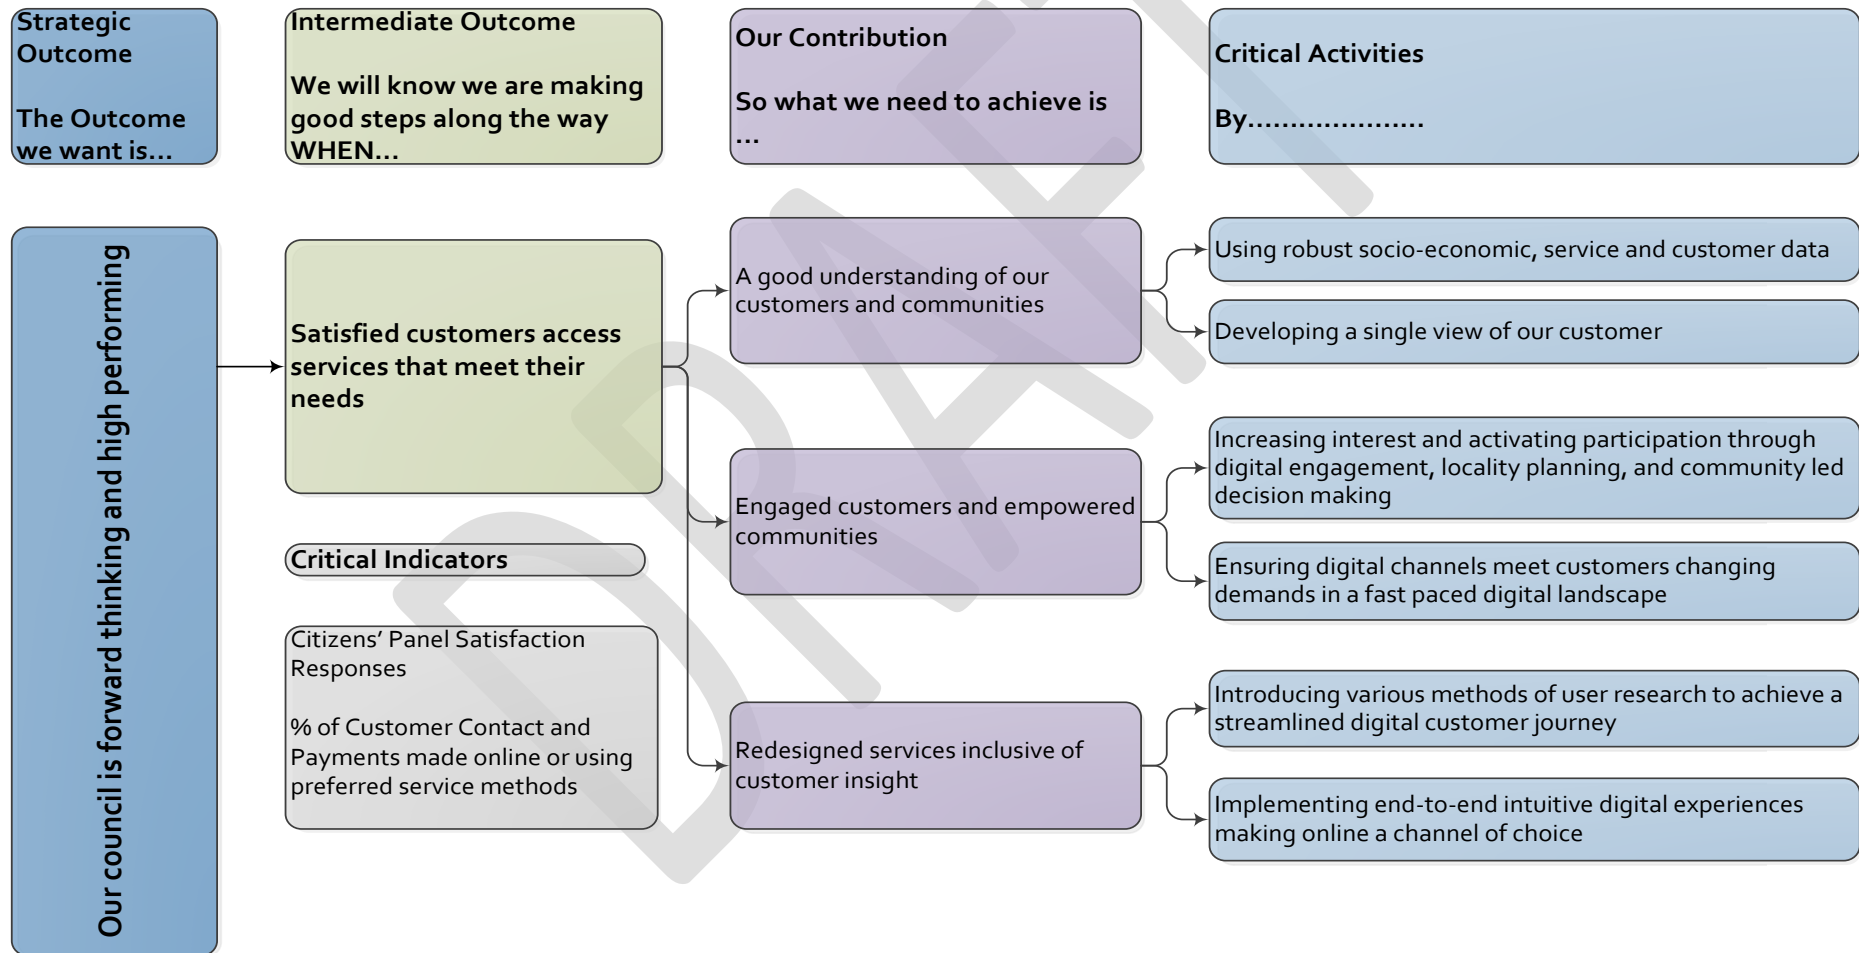 Strategic
Outcome
The Outcome
we want is...
Intermediate Outcome
We will know we are making
good steps along the way
WHEN...
Our Contribution
So what we need to achieve is
...
Critical Activities
By.....................
Our council is forward thinking and high performing
Satisfied customers access
services that meet their
needs
Critical Indicators
Citizens’ Panel Satisfaction
Responses
% of Customer Contact and
Payments made online or using
preferred service methods
A good understanding of our
customers and communities
Engaged customers and empowered
communities
Redesigned services inclusive of
customer insight
Using robust socio-economic, service and customer data
Developing a single view of our customer
Increasing interest and activating participation through
digital engagement, locality planning, and community led
decision making
Ensuring digital channels meet customers changing
demands in a fast paced digital landscape
Introducing various methods of user research to achieve a
streamlined digital customer journey
Implementing end-to-end intuitive digital experiences
making online a channel of choice
DRAFT